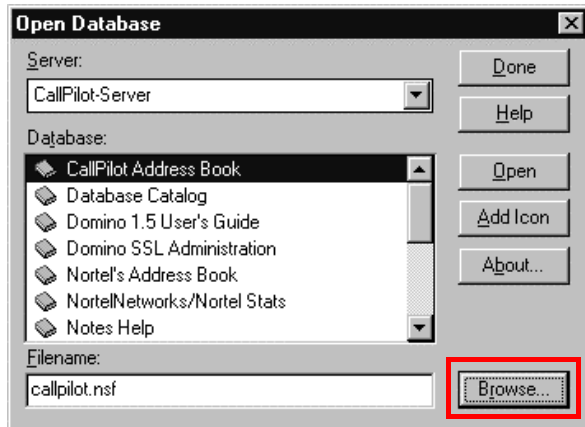 Open Database
Server:
CallPilot-Server
Database:
CallPilot Address Book
Database Catalog
Domino 1.5 User's Guide
Domino SSL Administration
Nortel's Address Book
NortelNetworks/Nortel Stats
Notes Help
Filename:
callpilot.nsf
Done
Help
Open
Add Icon
About...
Browse...